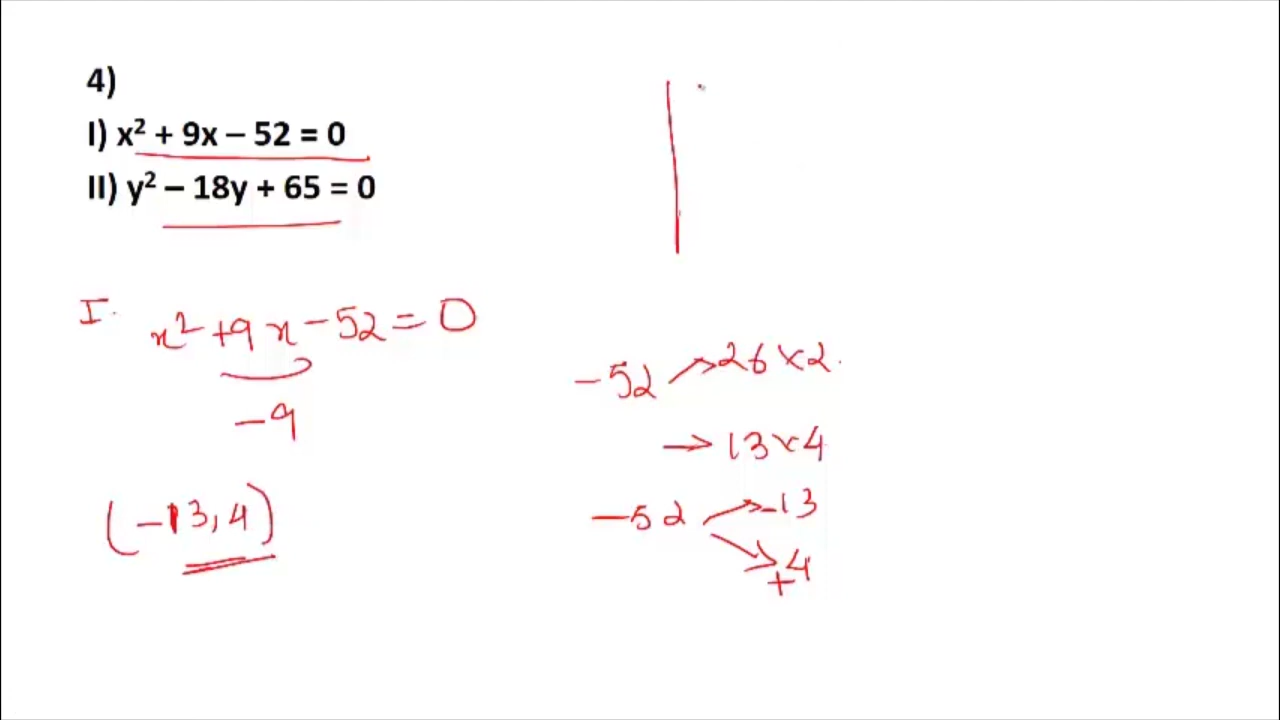 4)
I) x² + 9x – 52 = 0
II) y² – 18y + 65 = 0
I. x² +9x -52 = 0
-9
(-13, 4)
-52 → 26 x 2.
→ 13 x 4
-52 → -13
→ +4